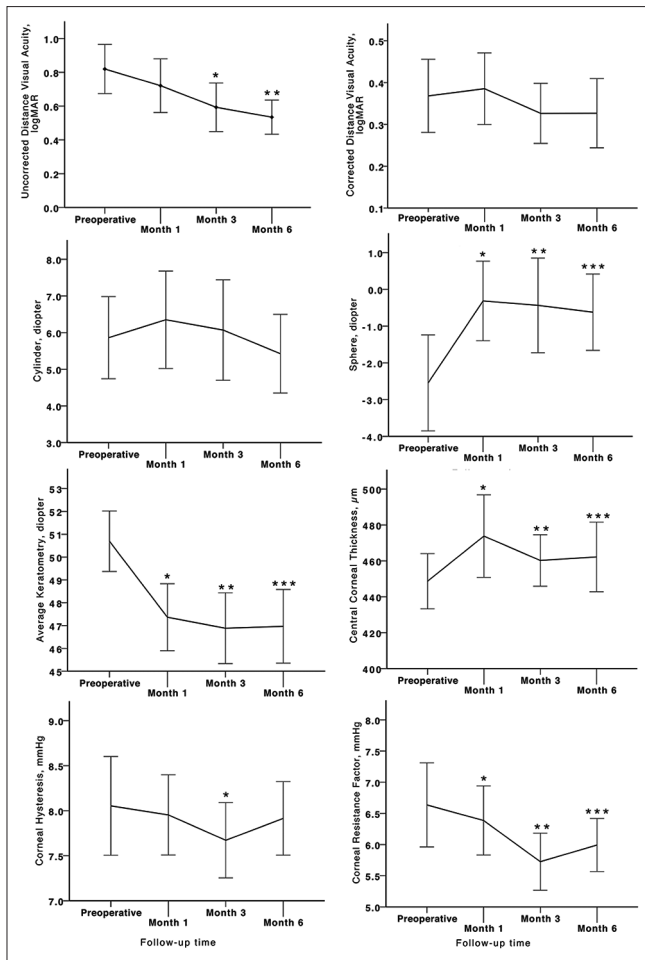 Uncorrected Distance Visual Acuity,
logMAR
1.0
0.8
0.6
0.4
0.2
0.0
*
**
Preoperative
Month 1
Month 3
Month 6
Corrected Distance Visual Acuity,
logMAR
0.5
0.4
0.3
0.2
0.1
Preoperative
Month 1
Month 3
Month 6
Cylinder, diopter
8.0
7.0
6.0
5.0
4.0
3.0
Preoperative
Month 1
Month 3
Month 6
Sphere, diopter
1.0
0.0
-1.0
-2.0
-3.0
-4.0
*
**
***
Preoperative
Month 1
Month 3
Month 6
Average Keratometry, diopter
53
52
51
50
49
48
47
46
45
*
**
***
Preoperative
Month 1
Month 3
Month 6
Central Corneal Thickness, µm
500
480
460
440
420
400
*
**
***
Preoperative
Month 1
Month 3
Month 6
Corneal Hysteresis, mmHg
9.0
8.5
8.0
7.5
7.0
*
Preoperative
Month 1
Month 3
Month 6
Follow-up time
Corneal Resistance Factor, mmHg
8.0
7.5
7.0
6.5
6.0
5.5
5.0
*
**
***
Preoperative
Month 1
Month 3
Month 6
Follow-up time